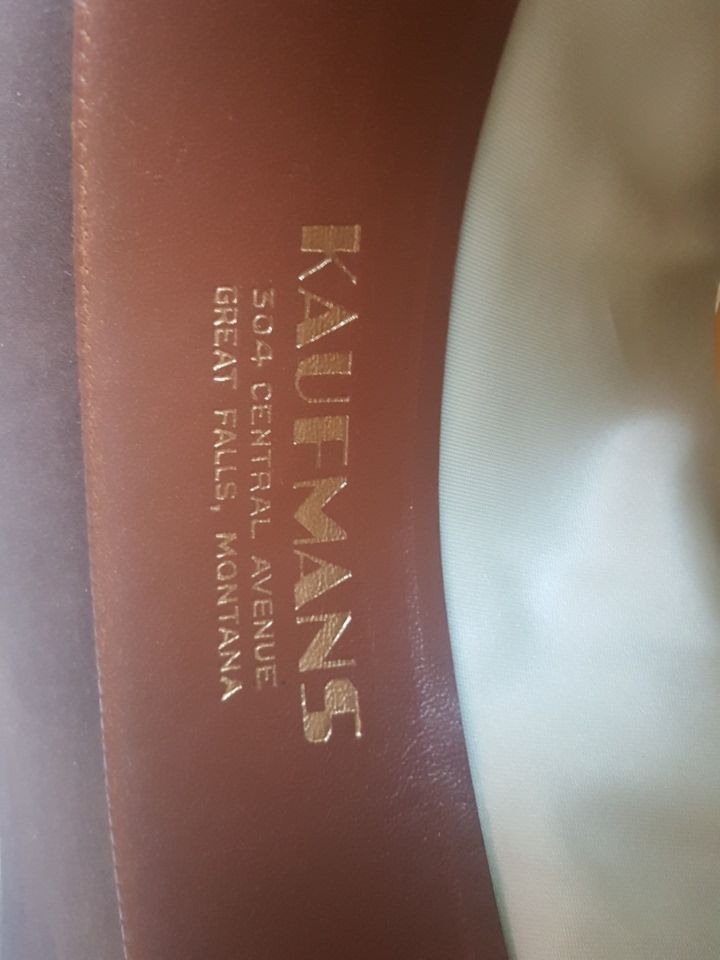 KAUFMANS
304 CENTRAL AVENUE
GREAT FALLS, MONTANA